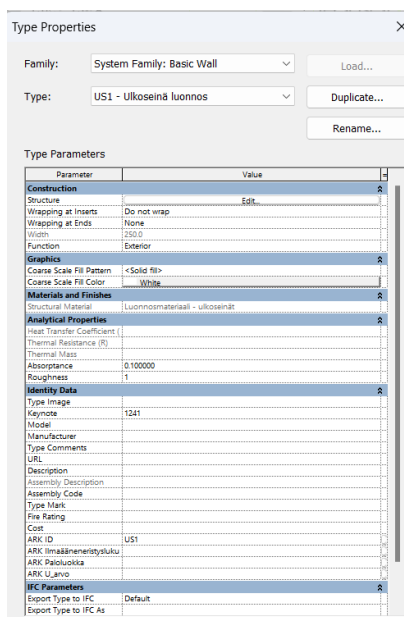 Type Properties
Family: System Family: Basic Wall Load...
Type: US1 - Ulkoseinä luonnos Duplicate...
Rename...
Type Parameters
Parameter Value =
Construction
Structure Edit...
Wrapping at Inserts Do not wrap
Wrapping at Ends None
Width 250.0
Function Exterior
Graphics
Coarse Scale Fill Pattern <Solid fill>
Coarse Scale Fill Color White
Materials and Finishes
Structural Material Luonnosmateriaali - ulkoseinät
Analytical Properties
Heat Transfer Coefficient (
Thermal Resistance (R)
Thermal Mass
Absorptance 0.100000
Roughness 1
Identity Data
Type Image
Keynote 1241
Model
Manufacturer
Type Comments
URL
Description
Assembly Description
Assembly Code
Type Mark
Fire Rating
Cost
ARK ID US1
ARK Ilmaääneneristysluku
ARK Paloluokka
ARK U_arvo
IFC Parameters
Export Type to IFC Default
Export Type to IFC As